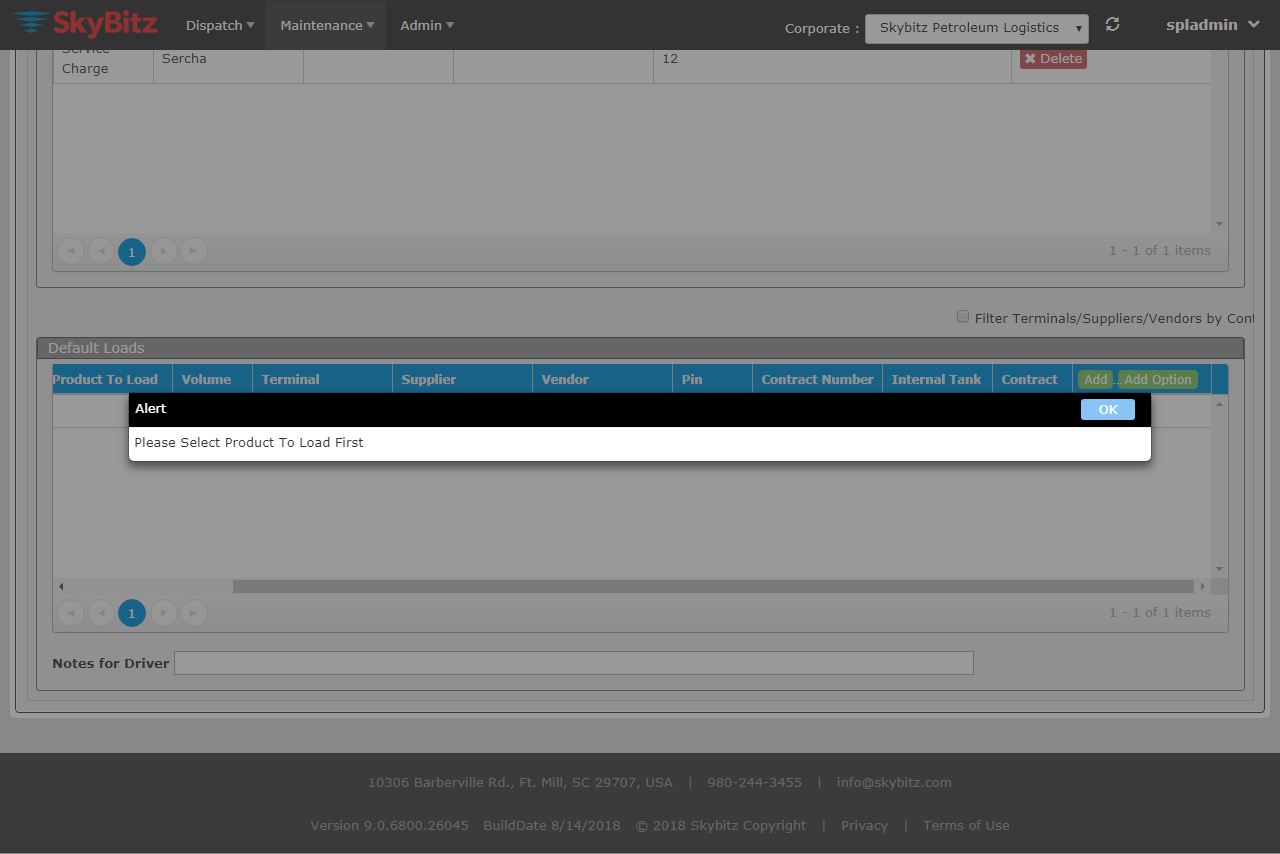 SkyBitz Dispatch Maintenance Admin Corporate : Skybitz Petroleum Logistics spladmin
Service Charge Sercha 12 Delete
1 1 - 1 of 1 items
Filter Terminals/Suppliers/Vendors by Cont
Default Loads
Product To Load Volume Terminal Supplier Vendor Pin Contract Number Internal Tank Contract Add ... Add Option
Alert OK
Please Select Product To Load First
1 1 - 1 of 1 items
Notes for Driver
10306 Barberville Rd., Ft. Mill, SC 29707, USA | 980-244-3455 | info@skybitz.com
Version 9.0.6800.26045 BuildDate 8/14/2018 © 2018 Skybitz Copyright | Privacy | Terms of Use